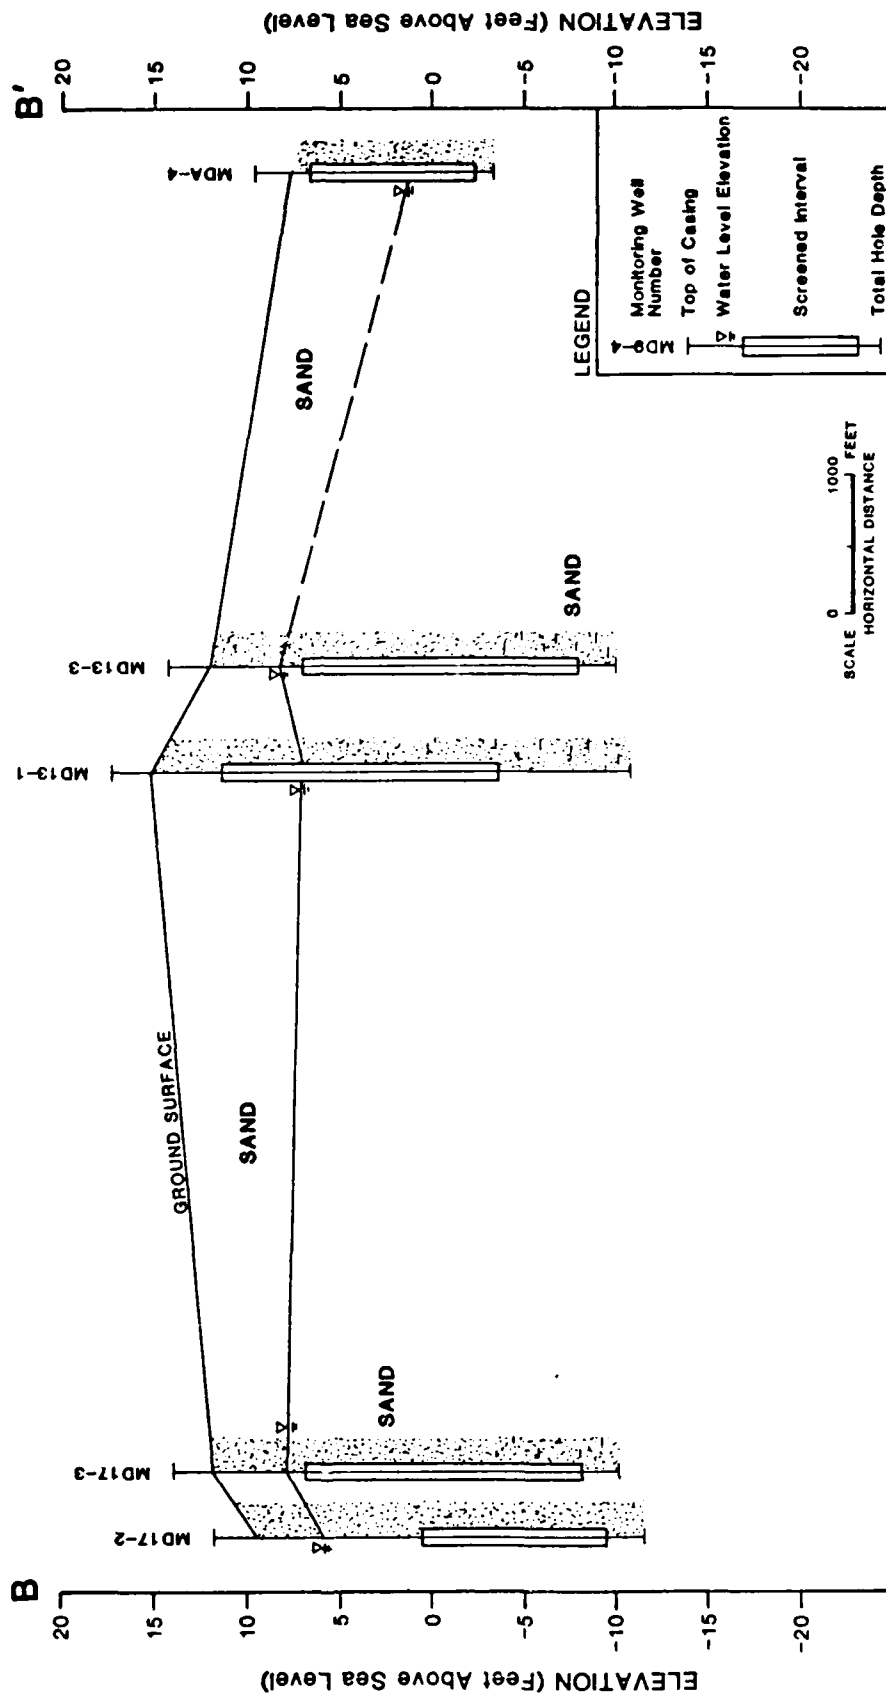 B
B'
ELEVATION (Feet Above Sea Level)
20
15
10
5
0
-5
-10
-15
-20
MD17-2
MD17-3
MD13-1
MD13-3
MDA-4
GROUND SURFACE
SAND
SAND
SAND
SAND
20
15
10
5
0
-5
-10
-15
-20
ELEVATION (Feet Above Sea Level)
SCALE 0 1000 FEET
HORIZONTAL DISTANCE
LEGEND
MD9-4
Monitoring Well
Number
Top of Casing
Water Level Elevation
Screened Interval
Total Hole Depth